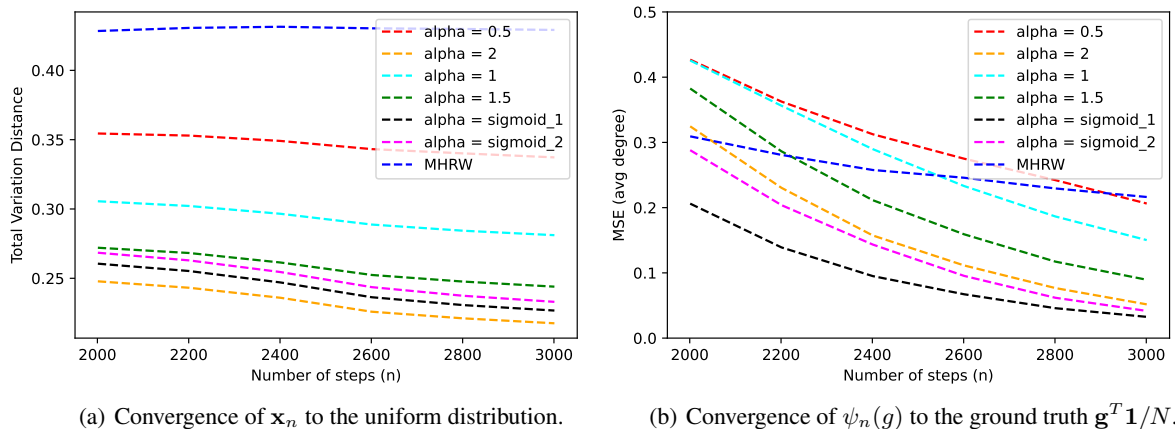 0.40
0.35
0.30
0.25
Total Variation Distance
alpha = 0.5
alpha = 2
alpha = 1
alpha = 1.5
alpha = sigmoid_1
alpha = sigmoid_2
MHRW
2000 2200 2400 2600 2800 3000
Number of steps (n)
(a) Convergence of xₙ to the uniform distribution.
0.5
0.4
0.3
0.2
0.1
0.0
MSE (avg degree)
alpha = 0.5
alpha = 2
alpha = 1
alpha = 1.5
alpha = sigmoid_1
alpha = sigmoid_2
MHRW
2000 2200 2400 2600 2800 3000
Number of steps (n)
(b) Convergence of ψₙ(g) to the ground truth gᵀ1/N.